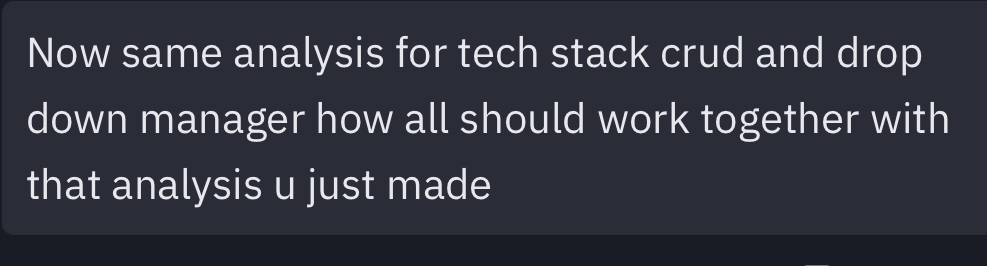 Now same analysis for tech stack crud and drop
down manager how all should work together with
that analysis u just made